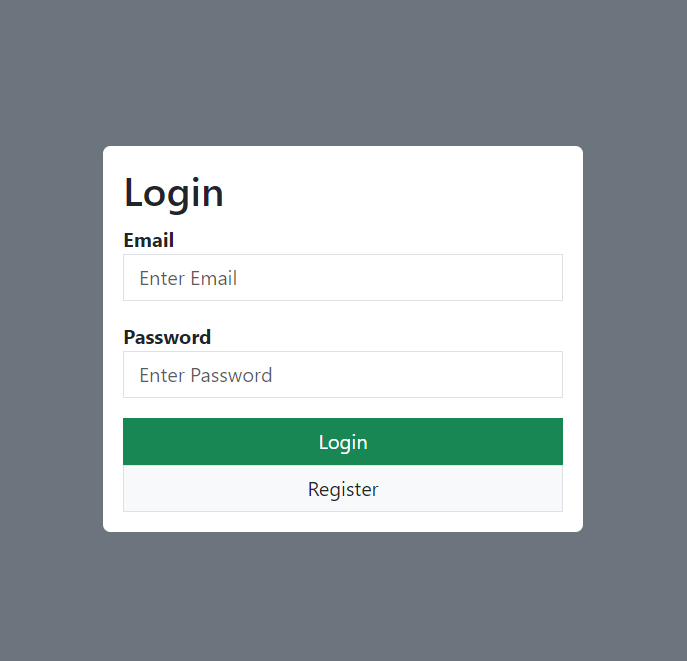 Login
Email
Enter Email
Password
Enter Password
Login
Register